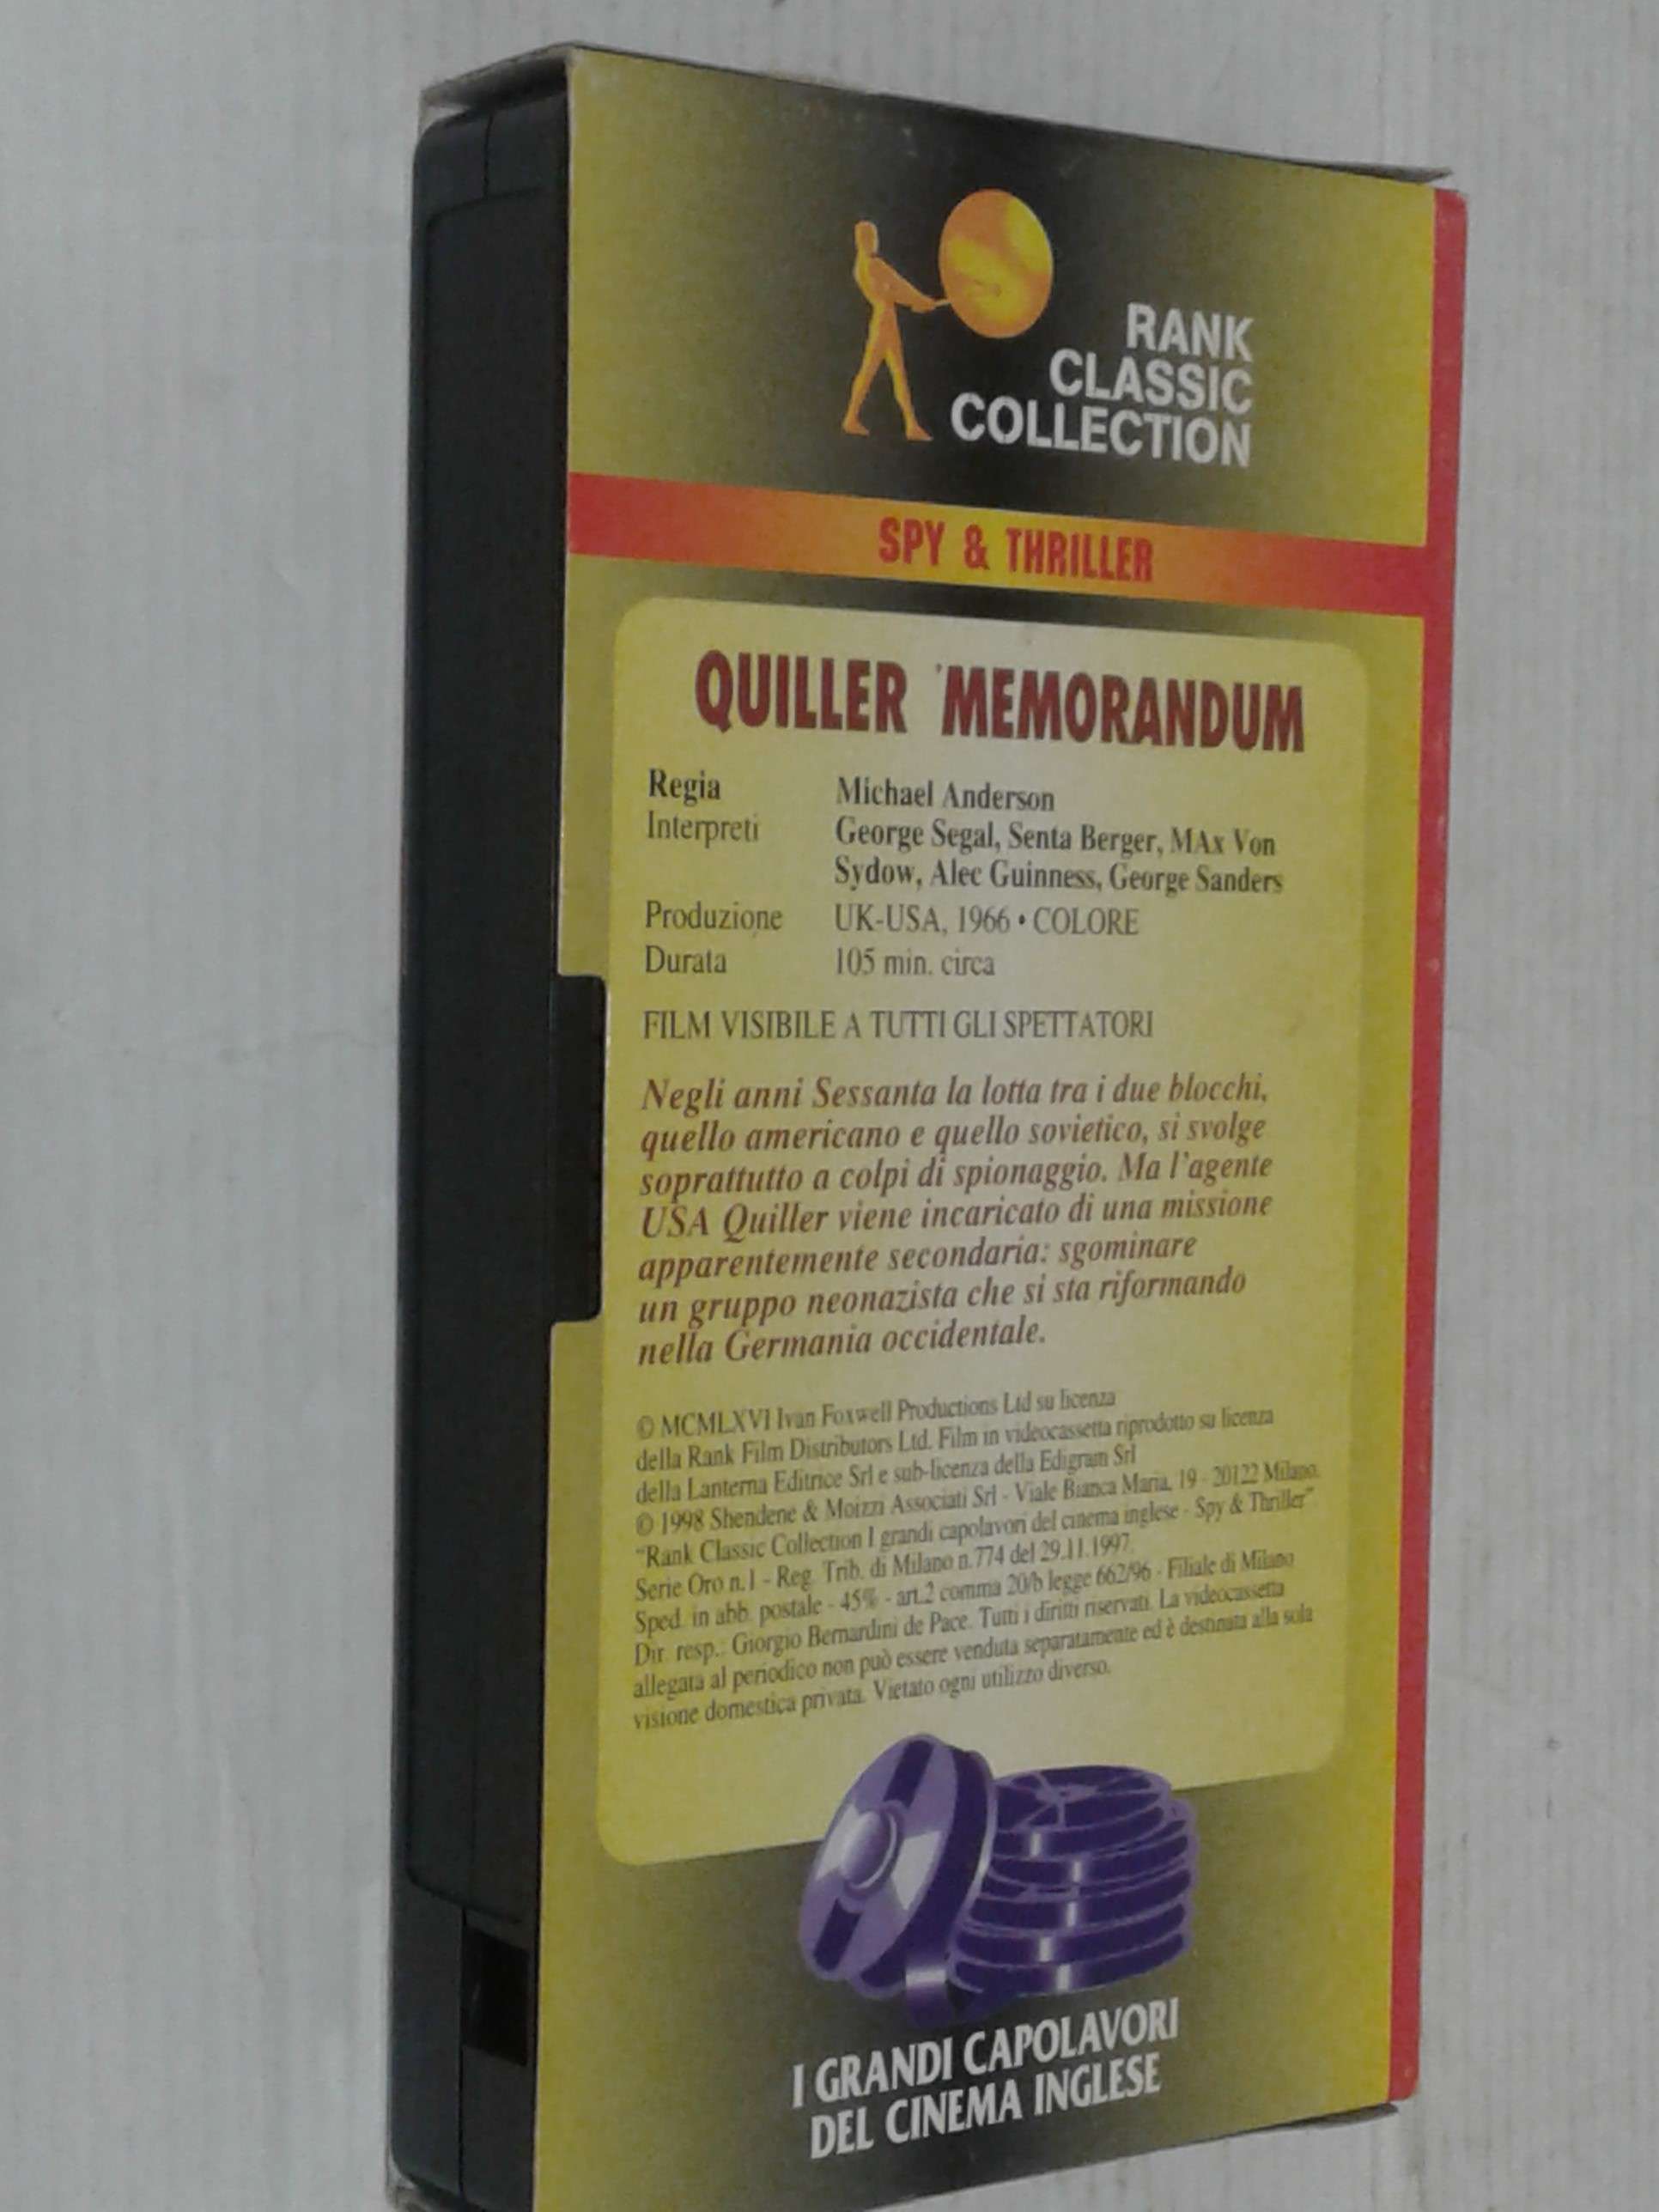 RANK
CLASSIC
COLLECTION
SPY & THRILLER
QUILLER MEMORANDUM
Regia Michael Anderson
Interpreti George Segal, Senta Berger, MAx Von
Sydow, Alec Guinness, George Sanders
Produzione UK-USA, 1966 • COLORE
Durata 105 min. circa
FILM VISIBILE A TUTTI GLI SPETTATORI
Negli anni Sessanta la lotta tra i due blocchi,
quello americano e quello sovietico, si svolge
soprattutto a colpi di spionaggio. Ma l'agente
USA Quiller viene incaricato di una missione
apparentemente secondaria: sgominare
un gruppo neonazista che si sta riformando
nella Germania occidentale.
© MCMLXVI Ivan Foxwell Productions Ltd su licenza
della Rank Film Distributors Ltd. Film in videocassetta riprodotto su licenza
della Lanterna Editrice Srl e sub-licenza della Edigram Srl
© 1998 Shendene & Moizzi Associati Srl - Viale Bianca Maria, 19 - 20122 Milano.
"Rank Classic Collection I grandi capolavori del cinema inglese - Spy & Thriller"
Serie Oro n.1 - Reg. Trib. di Milano n.774 del 29.11.1997.
Sped. in abb. postale - 45% - art.2 comma 20/b legge 662/96 - Filiale di Milano
Dir. resp.: Giorgio Bernardini de Pace. Tutti i diritti riservati. La videocassetta
allegata al periodico non può essere venduta separatamente ed è destinata alla sola
visione domestica privata. Vietato ogni utilizzo diverso.
I GRANDI CAPOLAVORI
DEL CINEMA INGLESE